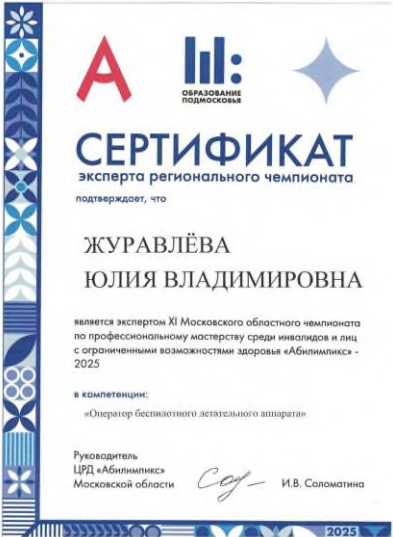 ОБРАЗОВАНИЕ
ПОДМОСКОВЬЯ
СЕРТИФИКАТ
эксперта регионального чемпионата
подтверждает, что
ЖУРАВЛЁВА
ЮЛИЯ ВЛАДИМИРОВНА
является экспертом XI Московского областного чемпионата
по профессиональному мастерству среди инвалидов и лиц
с ограниченными возможностями здоровья «Абилимпикс» -
2025
в компетенции:
«Оператор беспилотного летательного аппарата»
Руководитель
ЦРД «Абилимпикс»
Московской области
И.В. Соломатина
2025